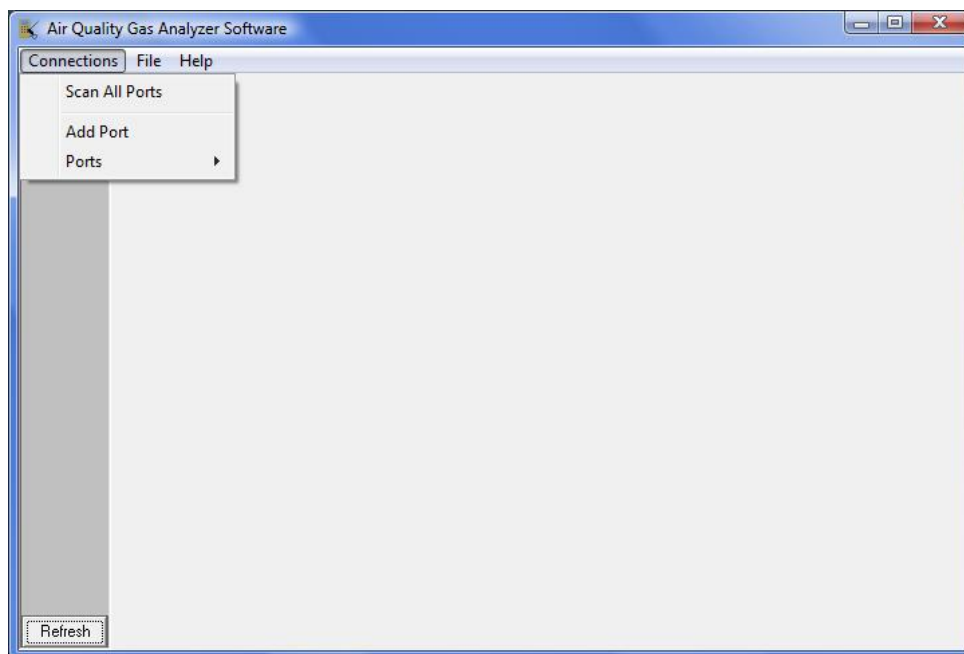 Air Quality Gas Analyzer Software
Connections File Help
Scan All Ports
Add Port
Ports
Refresh